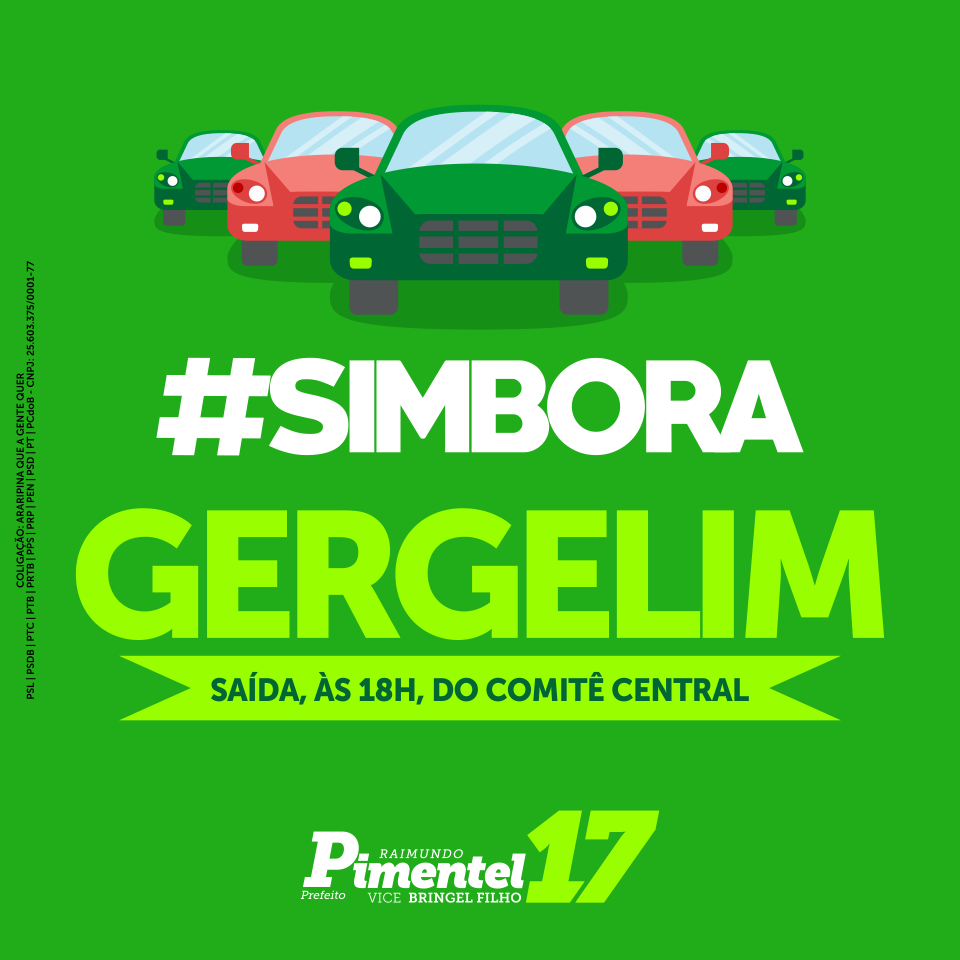 #SIMBORA
GERGELIM
SAÍDA, ÀS 18H, DO COMITÊ CENTRAL
RAIMUNDO
Pimentel 17
Prefeito
VICE BRINGEL FILHO
COLIGAÇÃO: ARARIPINA QUE A GENTE QUER
PSL | PSDB | PTC | PTB | PRTB | PPS | PRP | PEN | PSD | PT | PCdoB - CNPJ: 25.603.375/0001-77